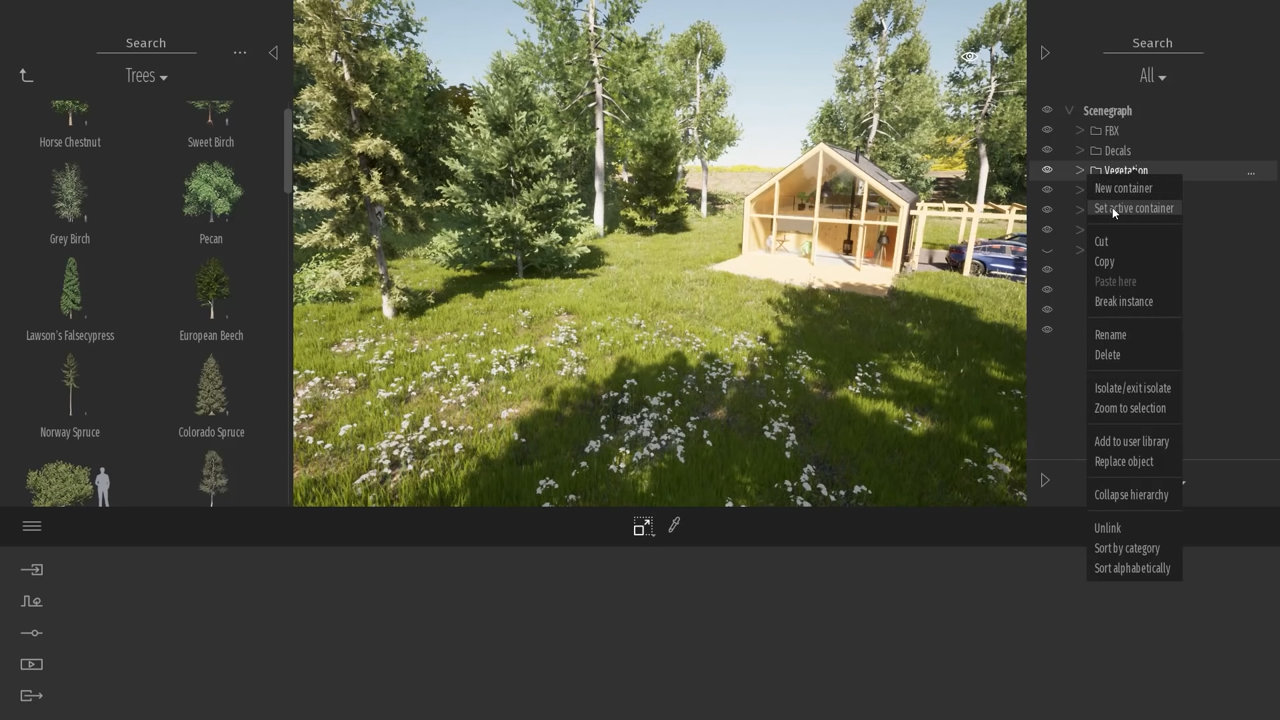 Search
...
Trees
Horse Chestnut
Sweet Birch
Grey Birch
Pecan
Lawson's Falsecypress
European Beech
Norway Spruce
Colorado Spruce
Search
All
Scenegraph
FBX
Decals
Vegetation
...
New container
Set active container
Cut
Copy
Paste here
Break instance
Rename
Delete
Isolate/exit isolate
Zoom to selection
Add to user library
Replace object
Collapse hierarchy
Unlink
Sort by category
Sort alphabetically